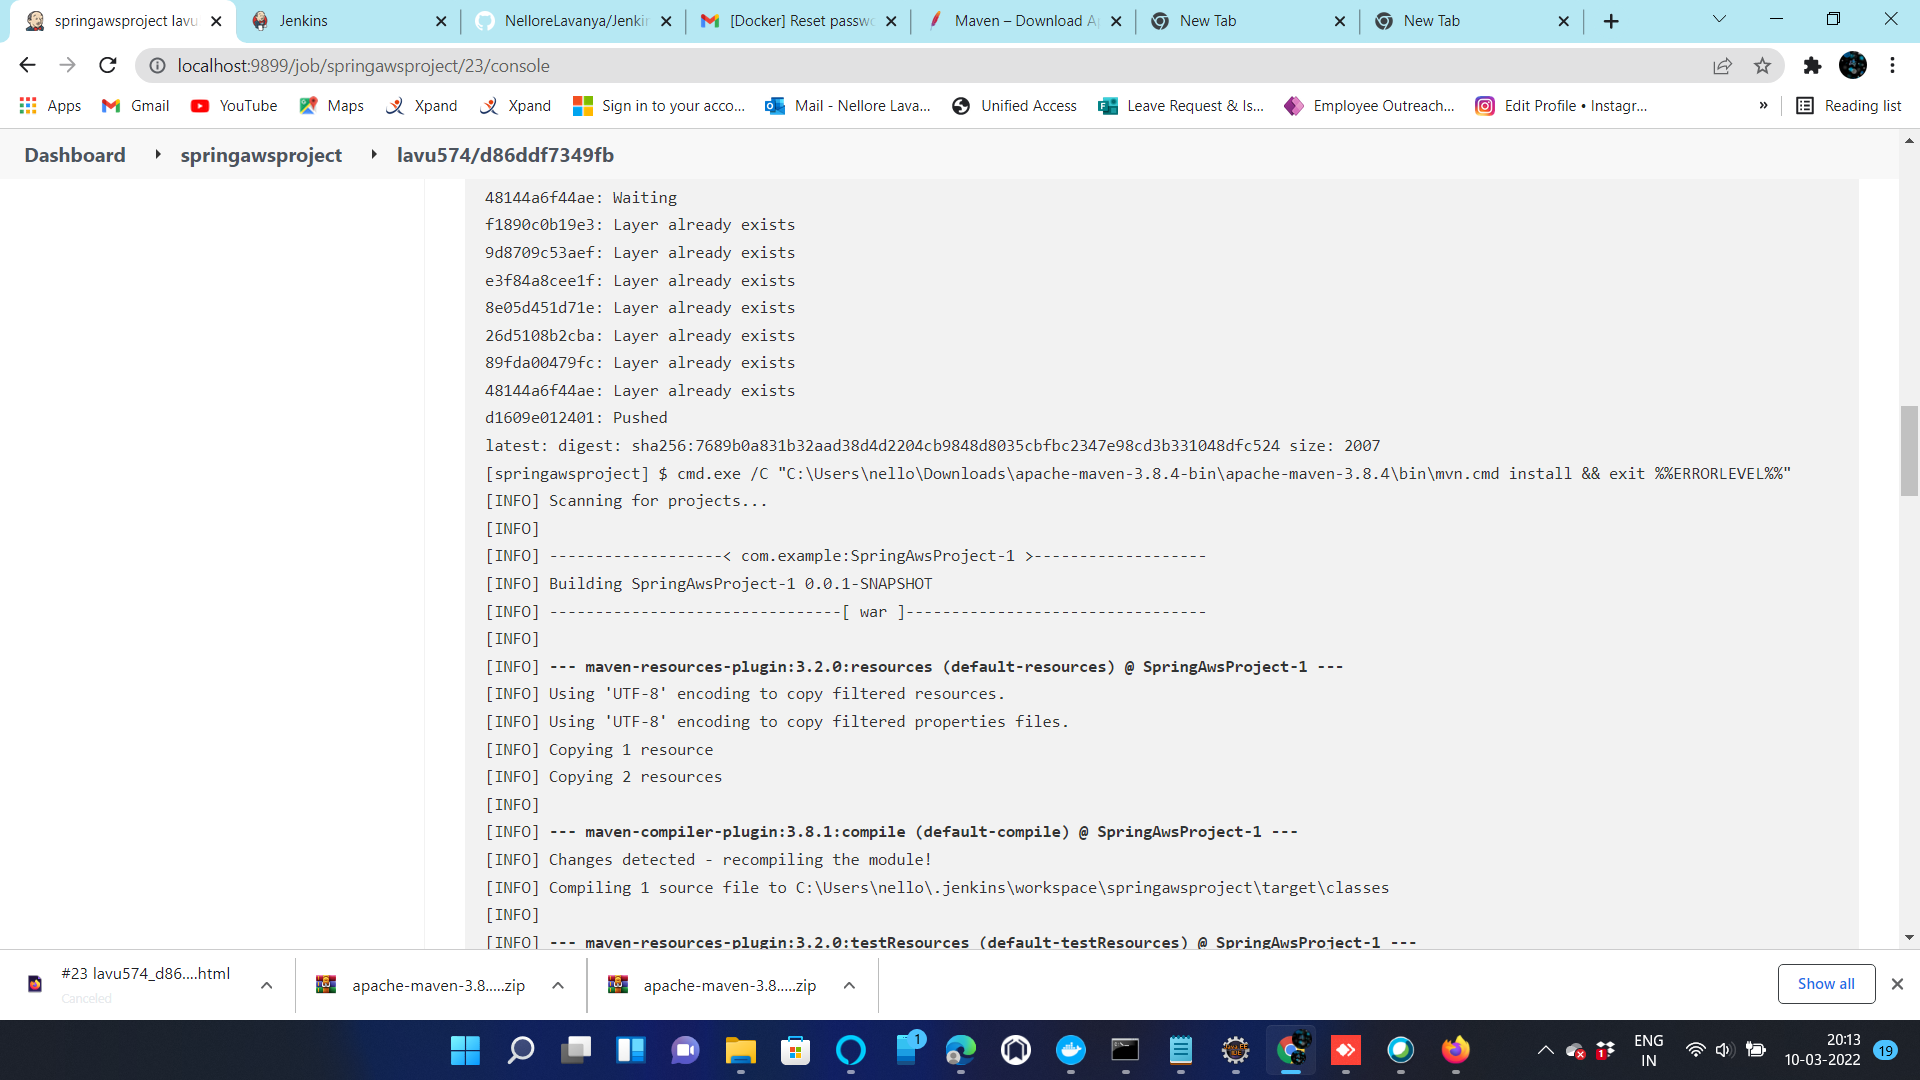 springawsproject lavu
Jenkins
NelloreLavanya/Jenki
[Docker] Reset passwo
Maven – Download A
New Tab
New Tab
localhost:9899/job/springawsproject/23/console
Apps
Gmail
YouTube
Maps
Xpand
Xpand
Sign in to your acco...
Mail - Nellore Lava...
Unified Access
Leave Request & Is...
Employee Outreach...
Edit Profile • Instagr...
»
Reading list
Dashboard
springawsproject
lavu574/d86ddf7349fb
48144a6f44ae: Waiting
f1890c0b19e3: Layer already exists
9d8709c53aef: Layer already exists
e3f84a8cee1f: Layer already exists
8e05d451d71e: Layer already exists
26d5108b2cba: Layer already exists
89fda00479fc: Layer already exists
48144a6f44ae: Layer already exists
d1609e012401: Pushed
latest: digest: sha256:7689b0a831b32aad38d4d2204cb9848d8035cbfbc2347e98cd3b331048dfc524 size: 2007
[springawsproject] $ cmd.exe /C "C:\Users\nello\Downloads\apache-maven-3.8.4-bin\apache-maven-3.8.4\bin\mvn.cmd install && exit %%ERRORLEVEL%%"
[INFO] Scanning for projects...
[INFO]
[INFO] -------------------< com.example:SpringAwsProject-1 >-------------------
[INFO] Building SpringAwsProject-1 0.0.1-SNAPSHOT
[INFO] --------------------------------[ war ]---------------------------------
[INFO]
[INFO] --- maven-resources-plugin:3.2.0:resources (default-resources) @ SpringAwsProject-1 ---
[INFO] Using 'UTF-8' encoding to copy filtered resources.
[INFO] Using 'UTF-8' encoding to copy filtered properties files.
[INFO] Copying 1 resource
[INFO] Copying 2 resources
[INFO]
[INFO] --- maven-compiler-plugin:3.8.1:compile (default-compile) @ SpringAwsProject-1 ---
[INFO] Changes detected - recompiling the module!
[INFO] Compiling 1 source file to C:\Users\nello\.jenkins\workspace\springawsproject\target\classes
[INFO]
[INFO] --- maven-resources-plugin:3.2.0:testResources (default-testResources) @ SpringAwsProject-1 ---
#23 lavu574_d86....html
Canceled
apache-maven-3.8.....zip
apache-maven-3.8.....zip
Show all
1
1
ENG
IN
20:13
10-03-2022
19